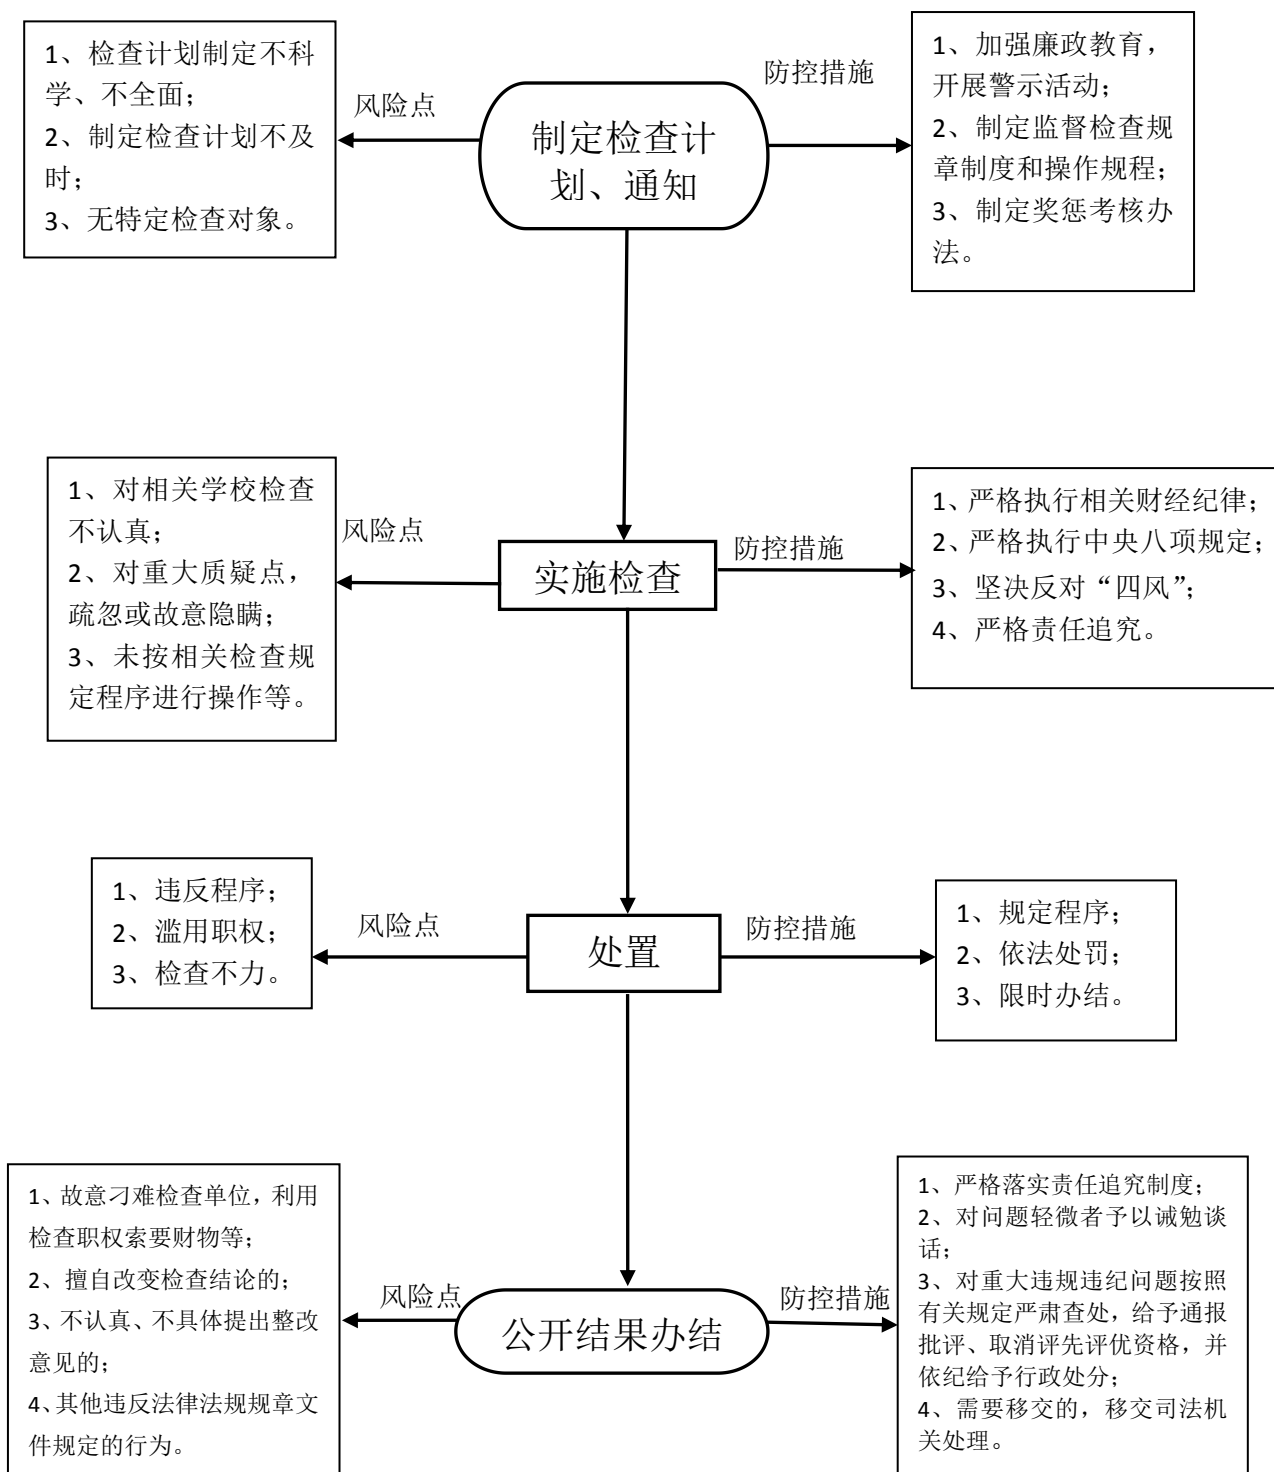 1、检查计划制定不科
学、不全面；
2、制定检查计划不及
时；
3、无特定检查对象。
风险点
制定检查计
划、通知
防控措施
1、加强廉政教育，
开展警示活动；
2、制定监督检查规
章制度和操作规程；
3、制定奖惩考核办
法。
1、对相关学校检查
不认真；
2、对重大质疑点，
疏忽或故意隐瞒；
3、未按相关检查规
定程序进行操作等。
风险点
实施检查
防控措施
1、严格执行相关财经纪律；
2、严格执行中央八项规定；
3、坚决反对“四风”；
4、严格责任追究。
1、违反程序；
2、滥用职权；
3、检查不力。
风险点
处置
防控措施
1、规定程序；
2、依法处罚；
3、限时办结。
1、故意刁难检查单位，利用
检查职权索要财物等；
2、擅自改变检查结论的；
3、不认真、不具体提出整改
意见的；
4、其他违反法律法规规章文
件规定的行为。
风险点
公开结果办结
防控措施
1、严格落实责任追究制度；
2、对问题轻微者予以诫勉谈
话；
3、对重大违规违纪问题按照
有关规定严肃查处，给予通报
批评、取消评先评优资格，并
依纪给予行政处分；
4、需要移交的，移交司法机
关处理。